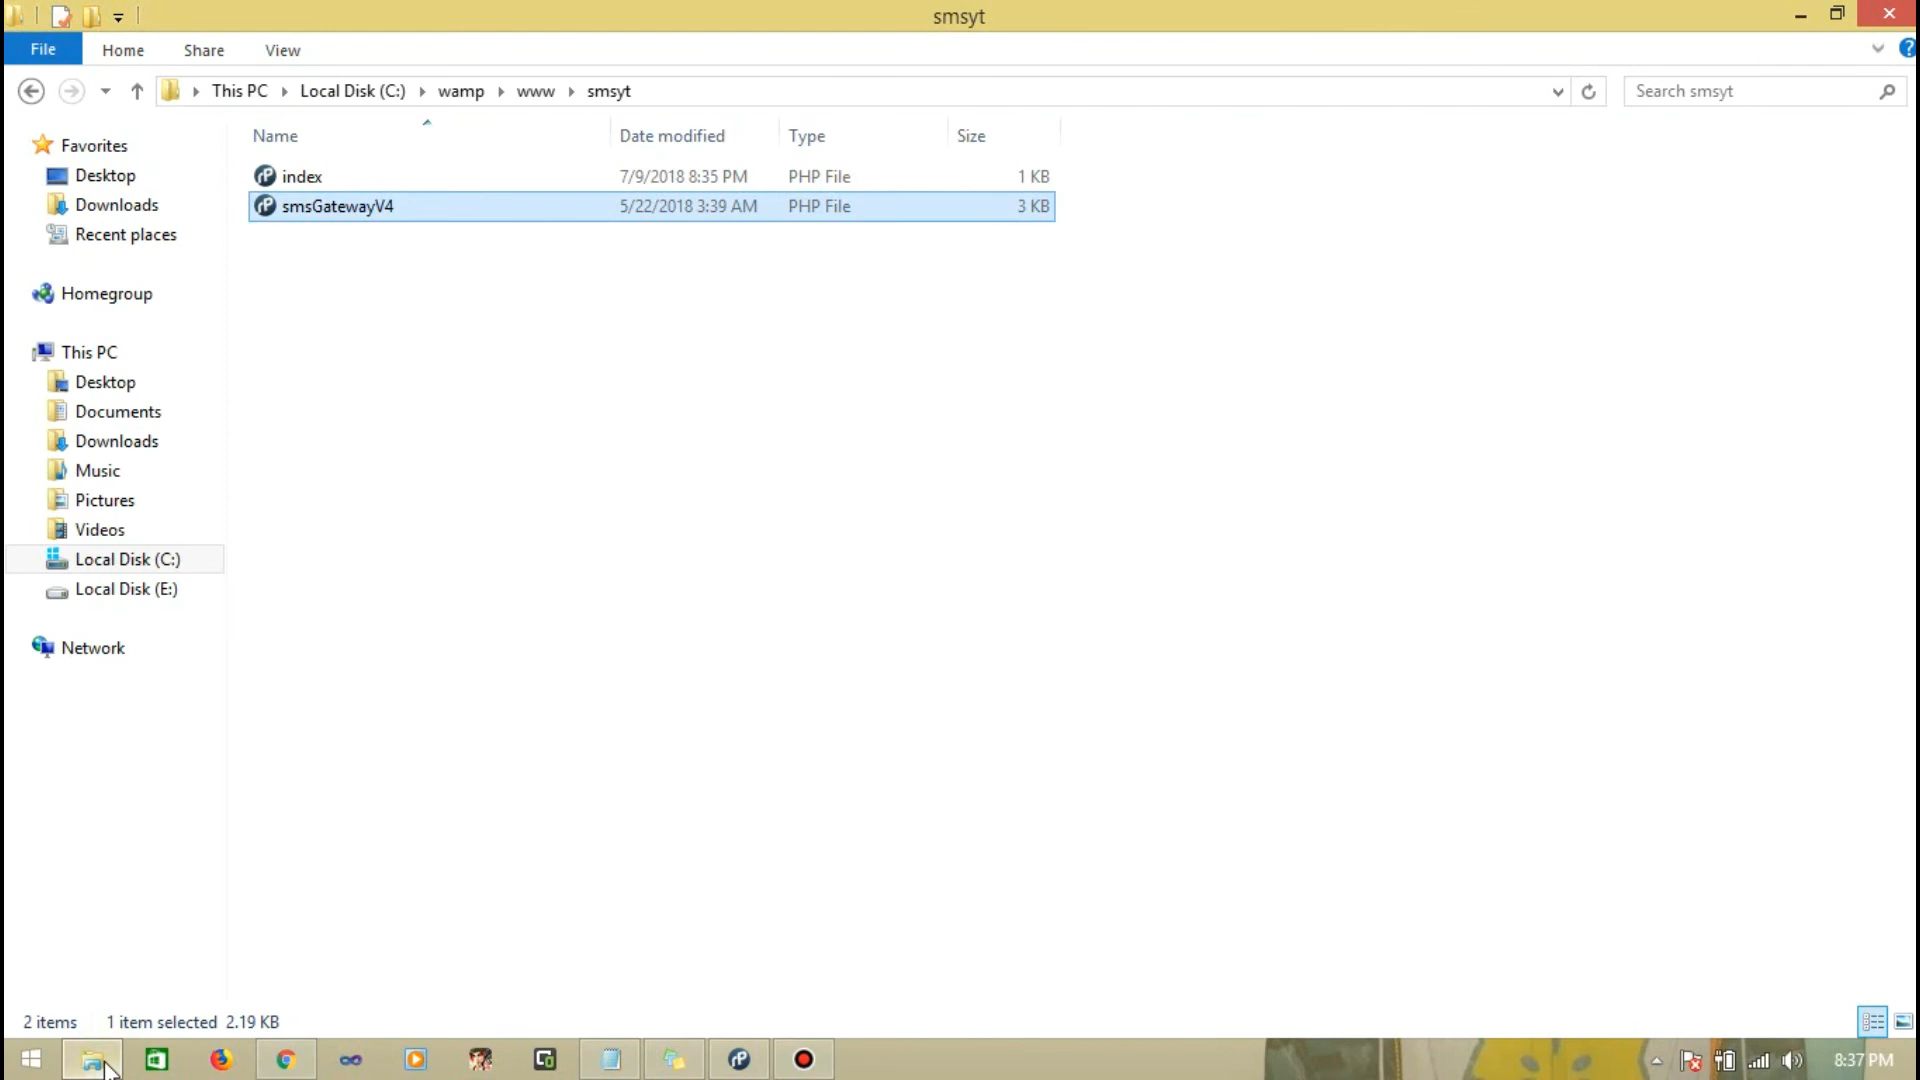 smsyt
File Home Share View
This PC Local Disk (C:) wamp www smsyt
Search smsyt
Name Date modified Type Size
index 7/9/2018 8:35 PM PHP File 1 KB
smsGatewayV4 5/22/2018 3:39 AM PHP File 3 KB
Favorites
Desktop
Downloads
Recent places
Homegroup
This PC
Desktop
Documents
Downloads
Music
Pictures
Videos
Local Disk (C:)
Local Disk (E:)
Network
2 items 1 item selected 2.19 KB
8:37 PM